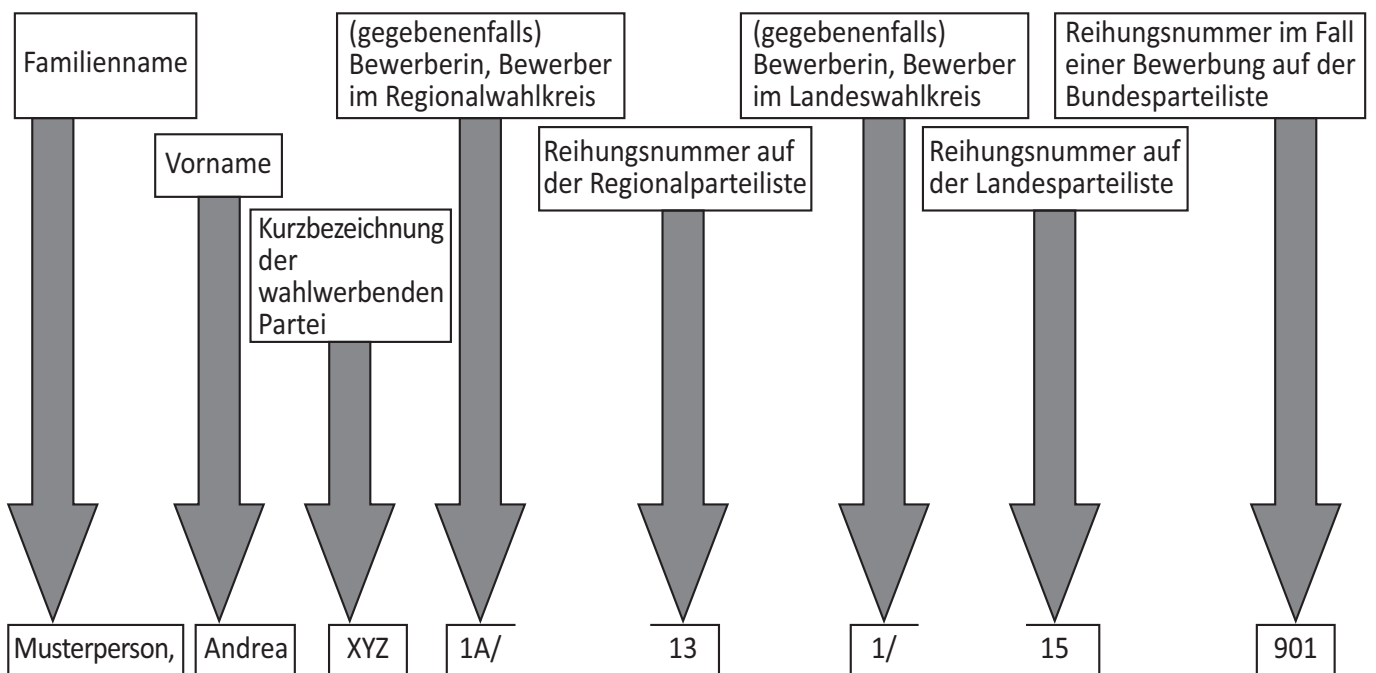 Familienname
(gegebenenfalls)
Bewerberin, Bewerber
im Regionalwahlkreis
(gegebenenfalls)
Bewerberin, Bewerber
im Landeswahlkreis
Reihungsnummer im Fall
einer Bewerbung auf der
Bundesparteiliste
Vorname
Reihungsnummer auf
der Regionalparteiliste
Reihungsnummer auf
der Landesparteiliste
Kurzbezeichnung
der
wahlwerbenden
Partei
Musterperson, Andrea XYZ 1A/ 13 1/ 15 901